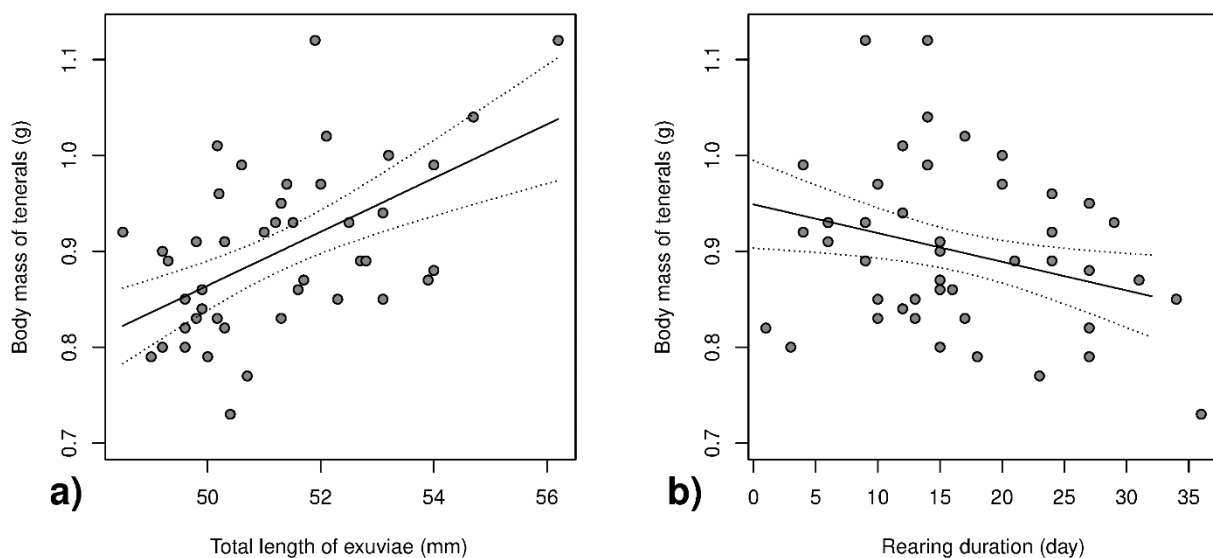 Body mass of tenerals (g)
1.1
1.0
0.9
0.8
0.7
50 52 54 56
a)
Total length of exuviae (mm)
Body mass of tenerals (g)
1.1
1.0
0.9
0.8
0.7
0 5 10 15 20 25 30 35
b)
Rearing duration (day)